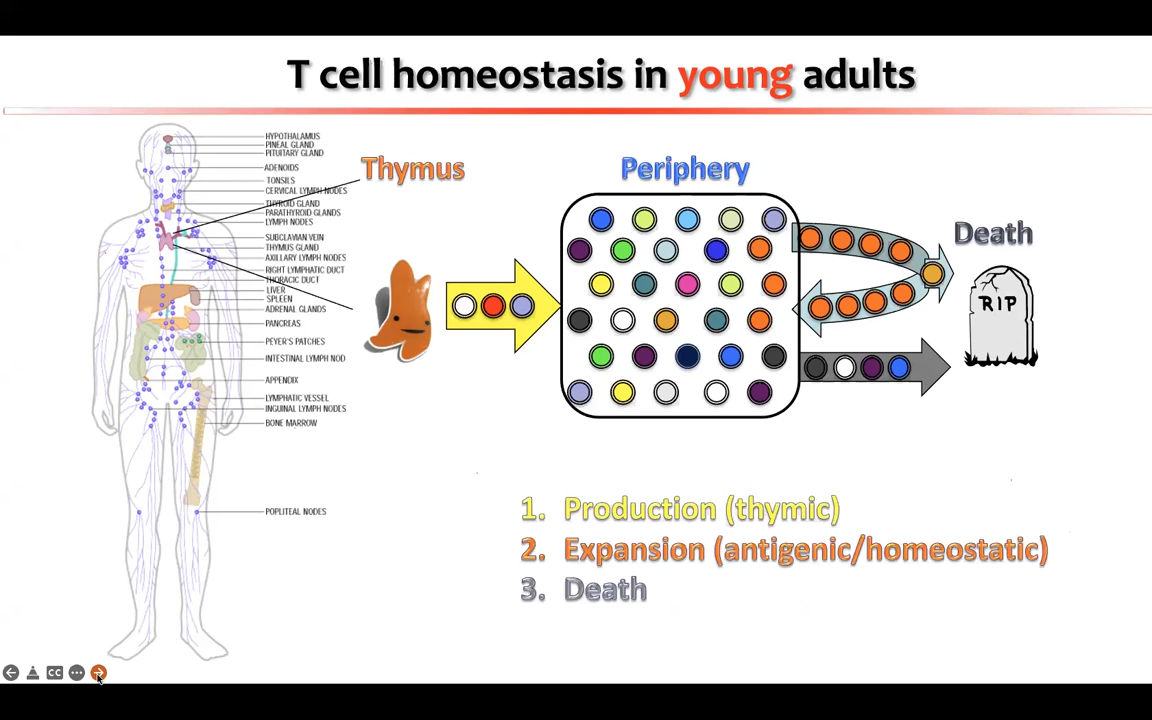 T cell homeostasis in young adults
HYPOTHALAMUS
PINEAL GLAND
PITUITARY GLAND
ADENOIDS
TONSILS
CERVICAL LYMPH NODES
THYROID GLAND
PARATHYROID GLANDS
LYMPH NODES
SUBCLAVIAN VEIN
THYMUS GLAND
AXILLARY LYMPH NODES
RIGHT LYMPHATIC DUCT
THORACIC DUCT
LIVER
SPLEEN
ADRENAL GLANDS
PANCREAS
PEYER'S PATCHES
INTESTINAL LYMPH NOD
APPENDIX
LYMPHATIC VESSEL
INGUINAL LYMPH NODES
BONE MARROW
POPLITEAL NODES
Thymus
Periphery
Death
RIP
1. Production (thymic)
2. Expansion (antigenic/homeostatic)
3. Death
CC